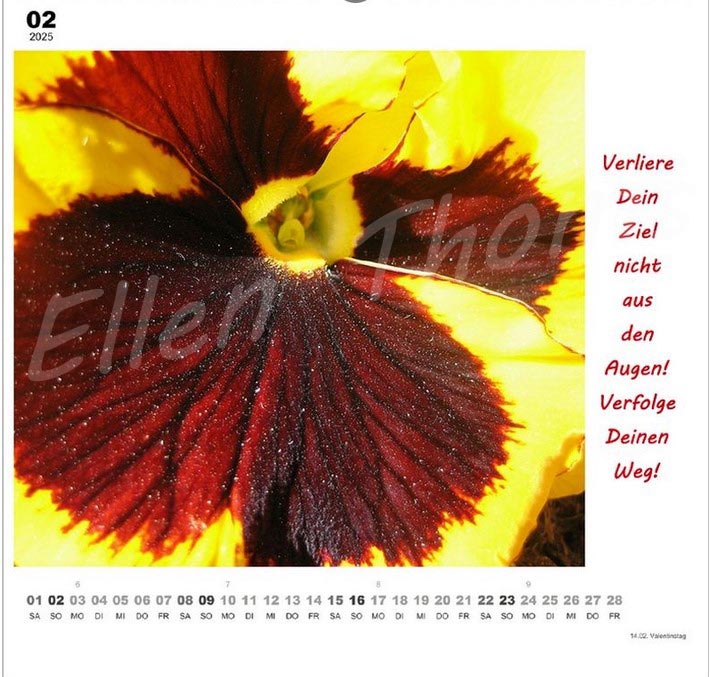 02
2025
Ellen Thor
Verliere
Dein
Ziel
nicht
aus
den
Augen!
Verfolge
Deinen
Weg!
6 7 8 9
01 02 03 04 05 06 07 08 09 10 11 12 13 14 15 16 17 18 19 20 21 22 23 24 25 26 27 28
SA SO MO DI MI DO FR SA SO MO DI MI DO FR SA SO MO DI MI DO FR SA SO MO DI MI DO FR
14.02. Valentinstag